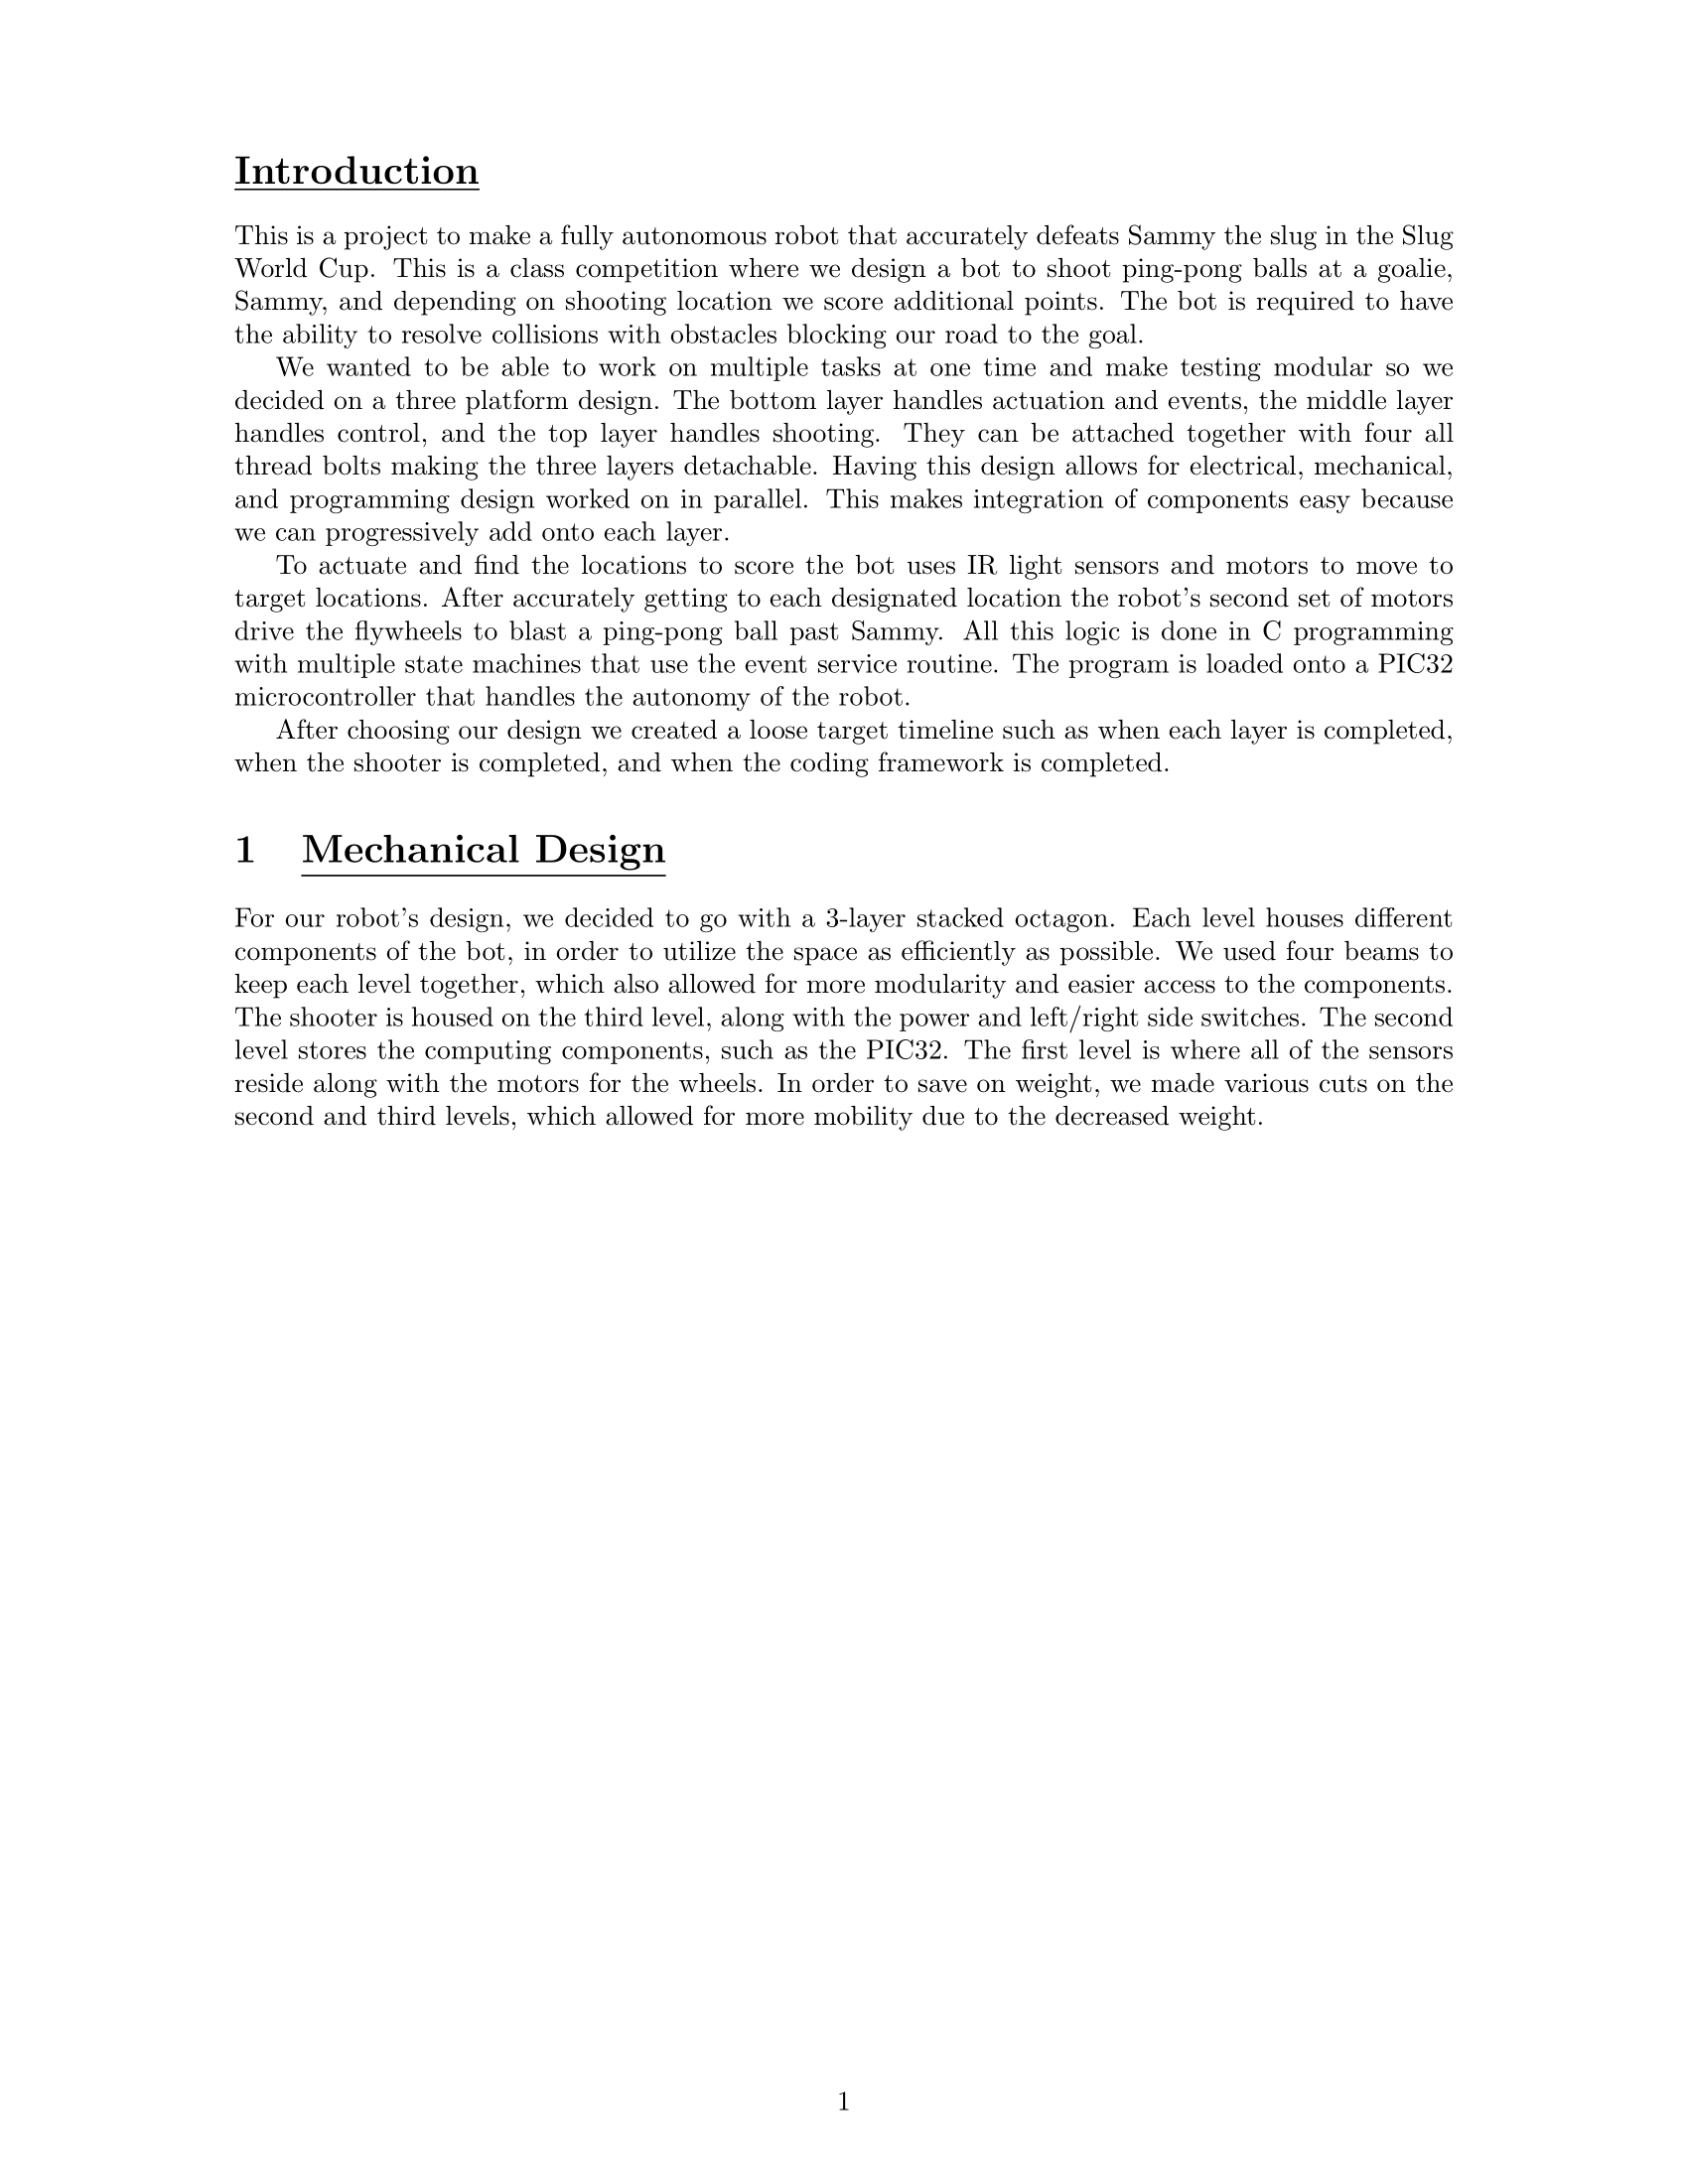 Introduction
This is a project to make a fully autonomous robot that accurately defeats Sammy the slug in the Slug
World Cup. This is a class competition where we design a bot to shoot ping-pong balls at a goalie,
Sammy, and depending on shooting location we score additional points. The bot is required to have
the ability to resolve collisions with obstacles blocking our road to the goal.
We wanted to be able to work on multiple tasks at one time and make testing modular so we
decided on a three platform design. The bottom layer handles actuation and events, the middle layer
handles control, and the top layer handles shooting. They can be attached together with four all
thread bolts making the three layers detachable. Having this design allows for electrical, mechanical,
and programming design worked on in parallel. This makes integration of components easy because
we can progressively add onto each layer.
To actuate and find the locations to score the bot uses IR light sensors and motors to move to
target locations. After accurately getting to each designated location the robot's second set of motors
drive the flywheels to blast a ping-pong ball past Sammy. All this logic is done in C programming
with multiple state machines that use the event service routine. The program is loaded onto a PIC32
microcontroller that handles the autonomy of the robot.
After choosing our design we created a loose target timeline such as when each layer is completed,
when the shooter is completed, and when the coding framework is completed.
1 Mechanical Design
For our robot's design, we decided to go with a 3-layer stacked octagon. Each level houses different
components of the bot, in order to utilize the space as efficiently as possible. We used four beams to
keep each level together, which also allowed for more modularity and easier access to the components.
The shooter is housed on the third level, along with the power and left/right side switches. The second
level stores the computing components, such as the PIC32. The first level is where all of the sensors
reside along with the motors for the wheels. In order to save on weight, we made various cuts on the
second and third levels, which allowed for more mobility due to the decreased weight.
1